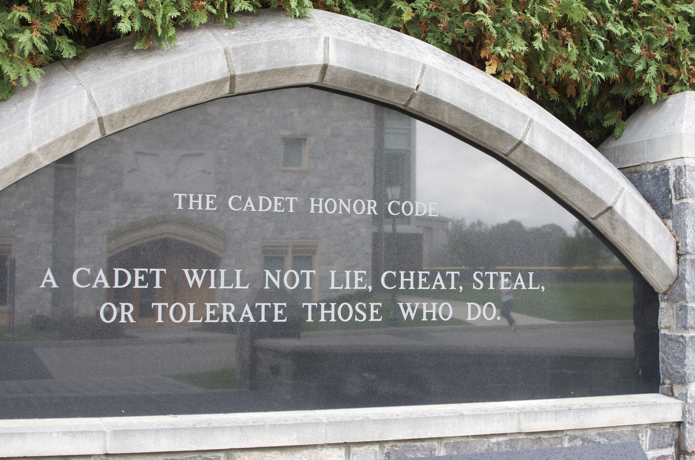 THE CADET HONOR CODE
A CADET WILL NOT LIE, CHEAT, STEAL,
OR TOLERATE THOSE WHO DO.